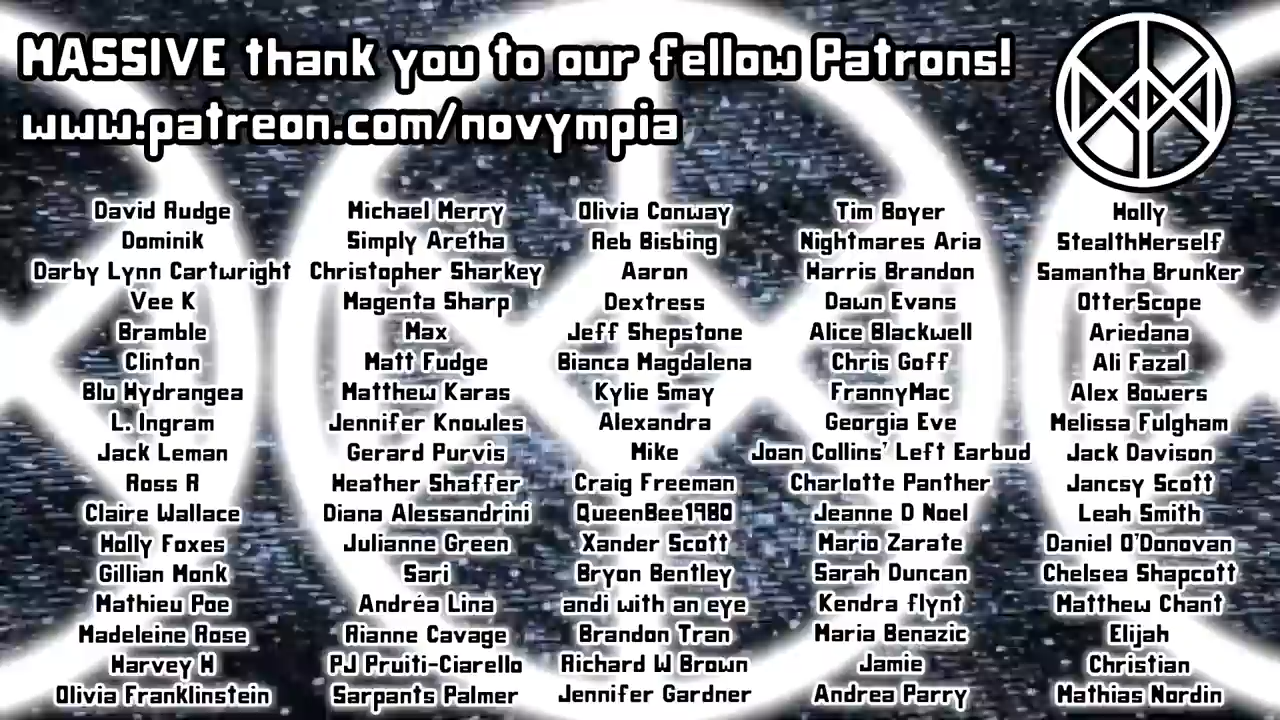 MASSIVE thank you to our fellow Patrons!
www.patreon.com/novympia
David Rudge
Dominik
Darby Lynn Cartwright
Vee K
Bramble
Clinton
Blu Hydrangea
L. Ingram
Jack Leman
Ross R
Claire Wallace
Holly Foxes
Gillian Monk
Mathieu Poe
Madeleine Rose
Harvey H
Olivia Franklinstein
Michael Merry
Simply Aretha
Christopher Sharkey
Magenta Sharp
Max
Matt Fudge
Matthew Karas
Jennifer Knowles
Gerard Purvis
Heather Shaffer
Diana Alessandrini
Julianne Green
Sari
Andréa Lina
Rianne Cavage
PJ Pruiti-Ciarello
Sarpants Palmer
Olivia Conway
Reb Bisbing
Aaron
Dextress
Jeff Shepstone
Bianca Magdalena
Kylie Smay
Alexandra
Mike
Craig Freeman
QueenBee1980
Xander Scott
Bryon Bentley
andi with an eye
Brandon Tran
Richard W Brown
Jennifer Gardner
Tim Boyer
Nightmares Aria
Harris Brandon
Dawn Evans
Alice Blackwell
Chris Goff
FrannyMac
Georgia Eve
Joan Collins' Left Earbud
Charlotte Panther
Jeanne D Noel
Mario Zarate
Sarah Duncan
Kendra flynt
Maria Benazic
Jamie
Andrea Parry
Holly
StealthHerself
Samantha Brunker
OtterScope
Ariedana
Ali Fazal
Alex Bowers
Melissa Fulgham
Jack Davison
Jancsy Scott
Leah Smith
Daniel O'Donovan
Chelsea Shapcott
Matthew Chant
Elijah
Christian
Mathias Nordin